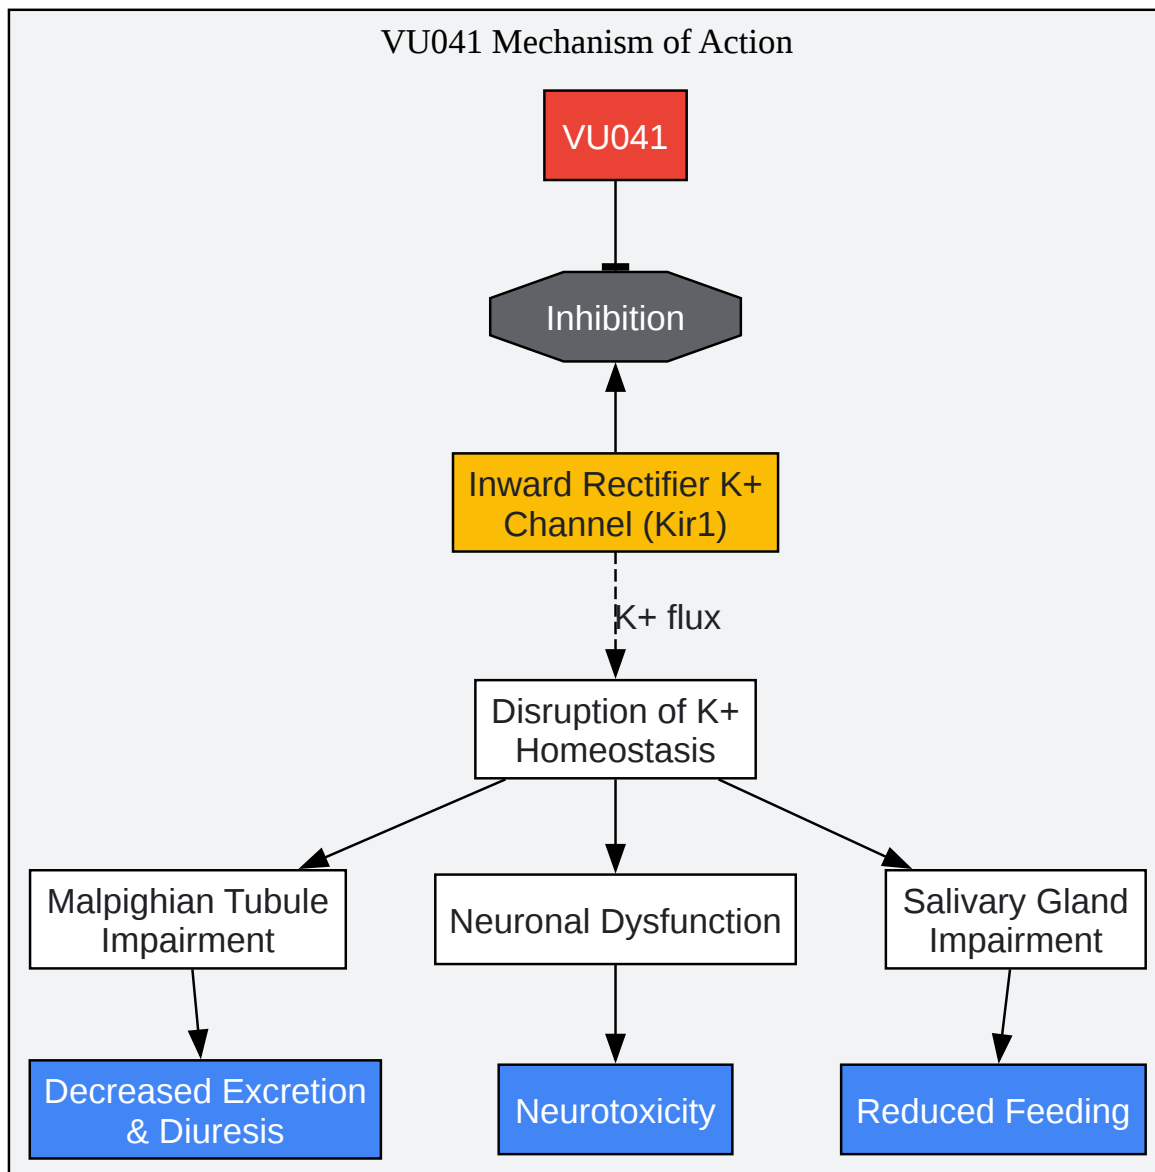 VU041 Mechanism of Action
VU041
Inhibition
Inward Rectifier K+
Channel (Kir1)
K+ flux
Disruption of K+
Homeostasis
Malpighian Tubule
Impairment
Neuronal Dysfunction
Salivary Gland
Impairment
Decreased Excretion
& Diuresis
Neurotoxicity
Reduced Feeding